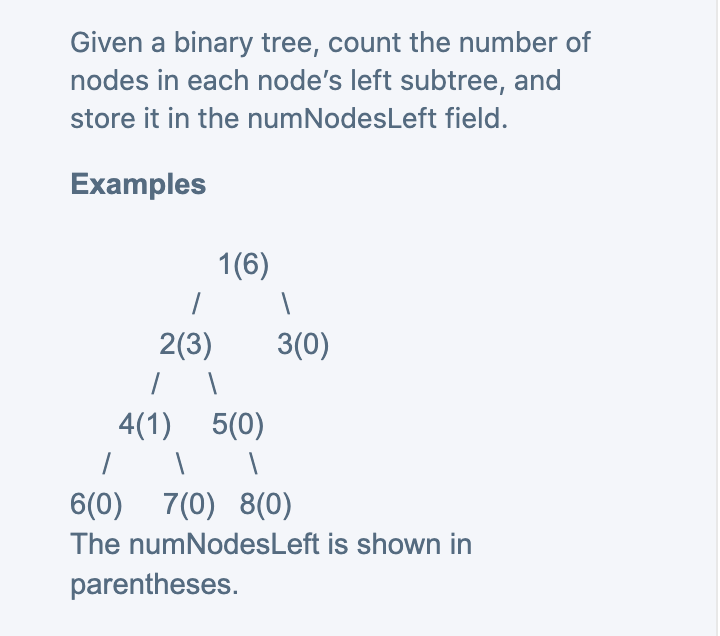 Given a binary tree, count the number of
nodes in each node’s left subtree, and
store it in the numNodesLeft field.
Examples
1(6)
/ \
2(3) 3(0)
/ \
4(1) 5(0)
/ \ \
6(0) 7(0) 8(0)
The numNodesLeft is shown in
parentheses.